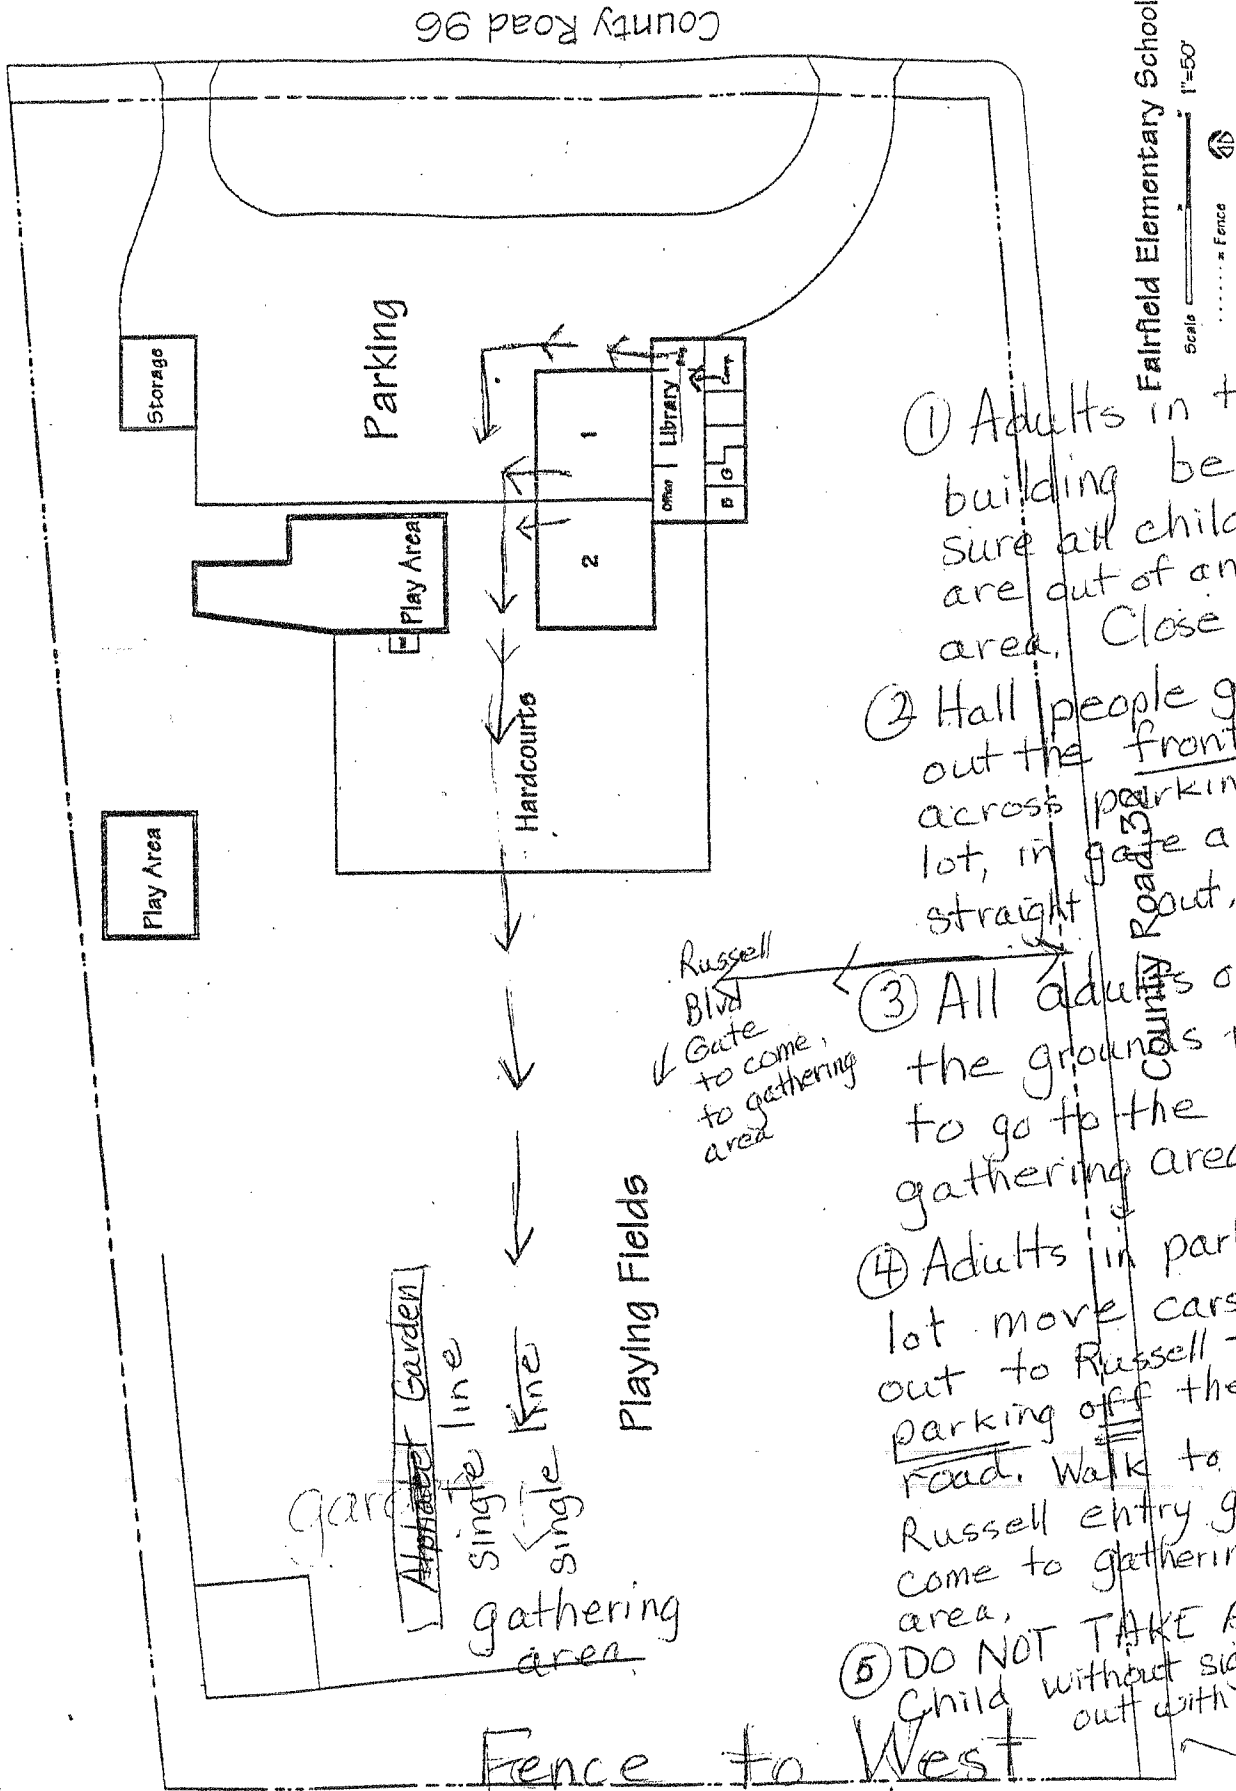 County Road 96
Fairfield Elementary School
Scale 1"=50'
= Fence
Storage
Parking
Play Area
Play Area
Hardcourts
1
2
Office
Library
B
G
Comp.
Russell
Blvd
Gate
to come
to gathering
area
Playing Fields
garden
Alphabet Garden
single line
single line
gathering
area
Fence to West
County Road 32
① Adults in t
building be
sure all child
are out of an
area. Close
② Hall people g
out the front
across parkin
lot, in gate a
straight out,
③ All adults o
the grounds t
to go to the
gathering area
④ Adults in par
lot move cars
out to Russell -
parking off the
road. Walk to
Russell entry g
come to gatherin
area.
⑤ DO NOT TAKE A
Child without sig
out with